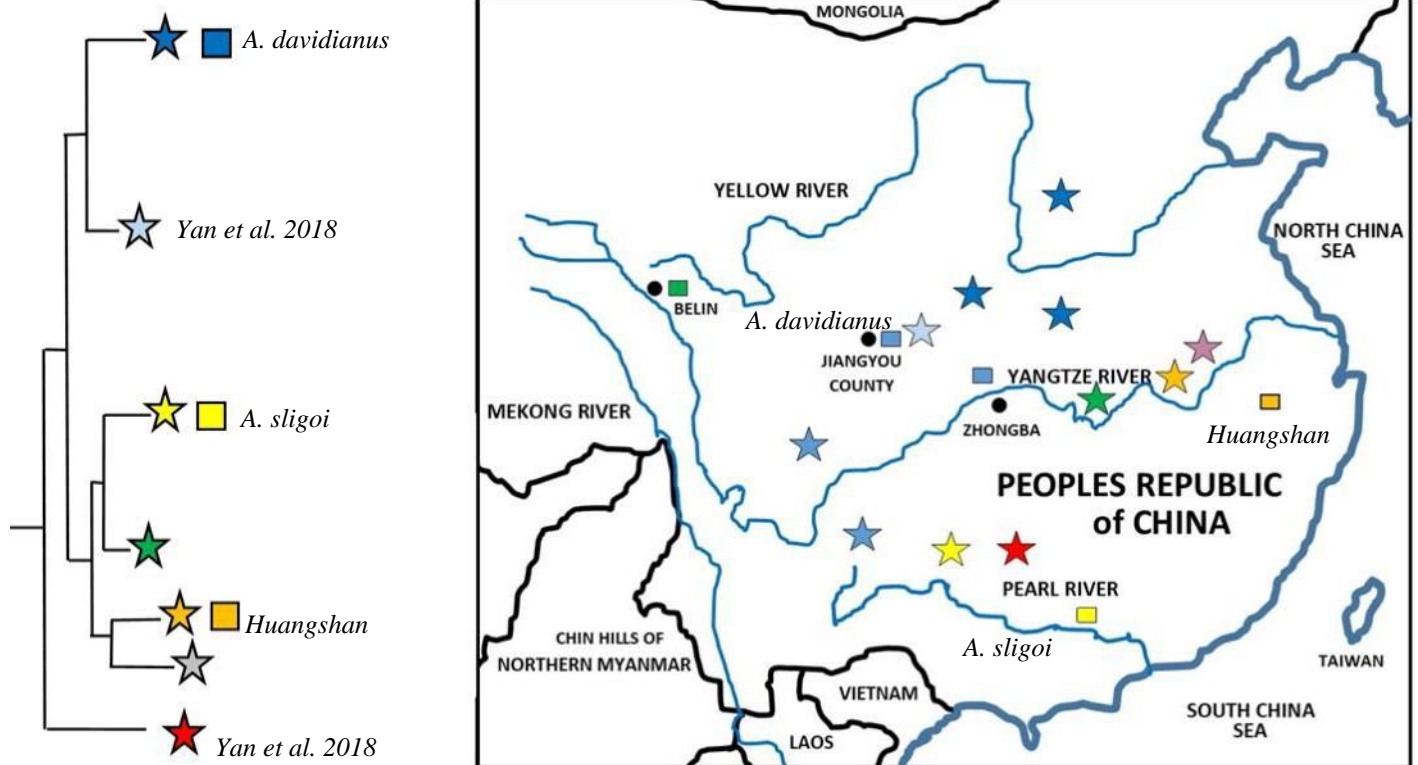 A. davidianus
Yan et al. 2018
A. sligoi
Huangshan
Yan et al. 2018
MONGOLIA
YELLOW RIVER
NORTH CHINA
SEA
BELIN
A. davidianus
JIANGYOU
COUNTY
YANGTZE RIVER
MEKONG RIVER
ZHONGBA
Huangshan
PEOPLES REPUBLIC
of CHINA
PEARL RIVER
CHIN HILLS OF
NORTHERN MYANMAR
A. sligoi
TAIWAN
VIETNAM
SOUTH CHINA
SEA
LAOS